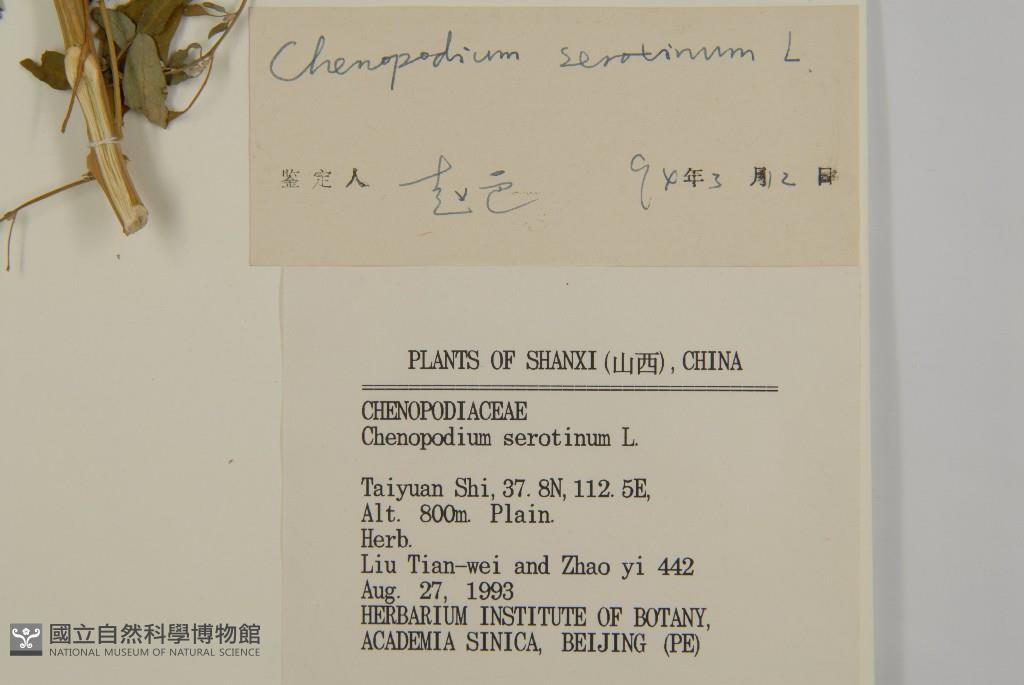 Chenopodium serotinum L.
鉴定人 赵 94年3月12日
PLANTS OF SHANXI (山西), CHINA
CHENOPODIACEAE
Chenopodium serotinum L.
Taiyuan Shi, 37.8N, 112.5E,
Alt. 800m. Plain.
Herb.
Liu Tian-wei and Zhao yi 442
Aug. 27, 1993
HERBARIUM INSTITUTE OF BOTANY,
ACADEMIA SINICA, BEIJING (PE)
國立自然科學博物館
NATIONAL MUSEUM OF NATURAL SCIENCE